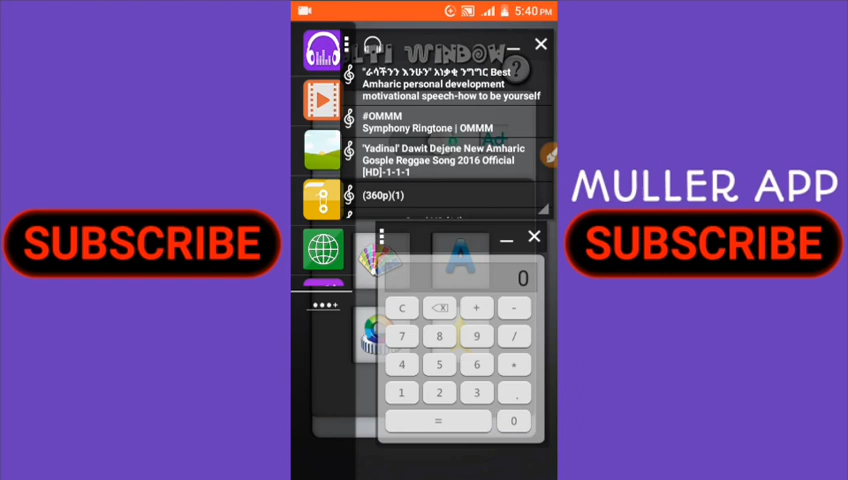 5:40 PM
MULTI WINDOW
?
"ራሳችንን እንሁን" አነቃቂ ንግግር Best
Amharic personal development
motivational speech-how to be yourself
#OMMM
Symphony Ringtone | OMMM
'Yadinal' Dawit Dejene New Amharic
Gosple Reggae Song 2016 Official
[HD]-1-1-1
(360p)(1)
MULLER APP
SUBSCRIBE
SUBSCRIBE
A
0
C + -
7 8 9 /
4 5 6 *
1 2 3 .
= 0